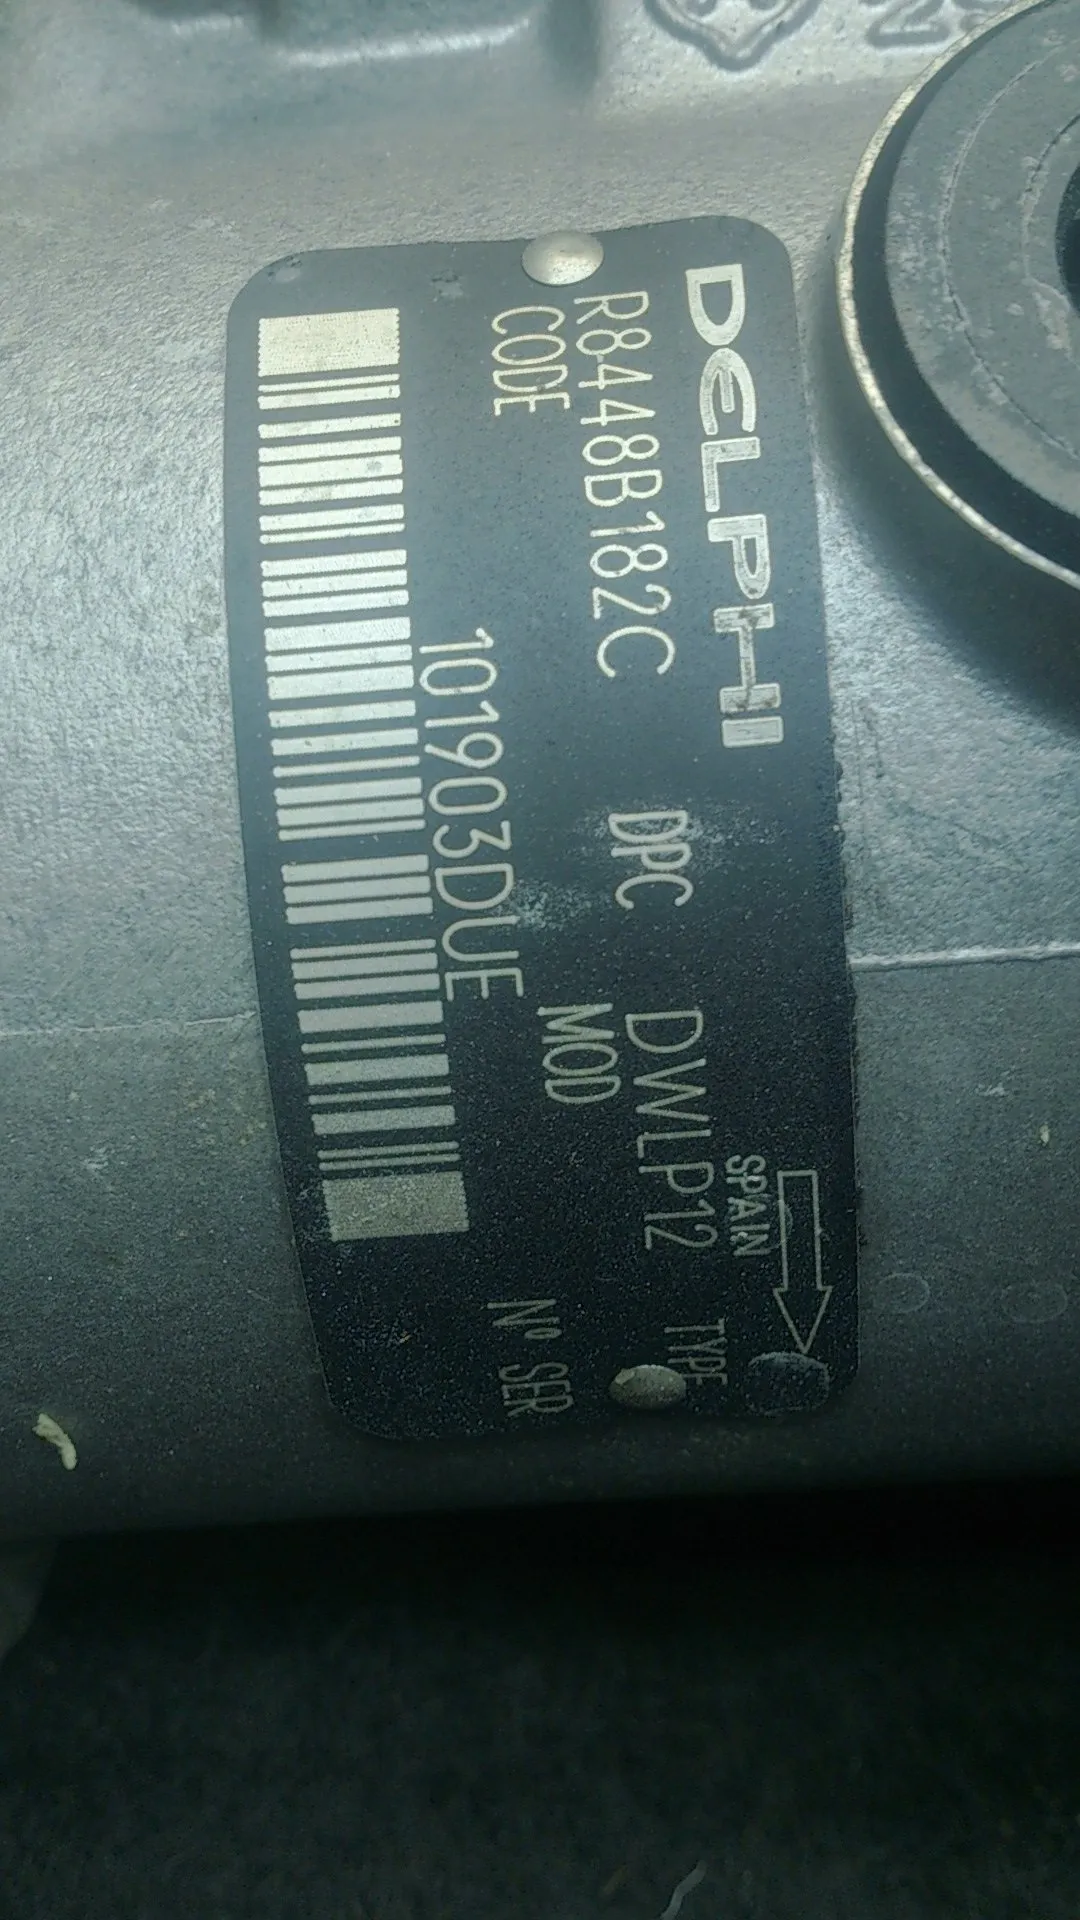 DELPHI
SPAIN
R8448B182C DPC DWLP12 TYPE
CODE MOD
101903DUE Nº SER